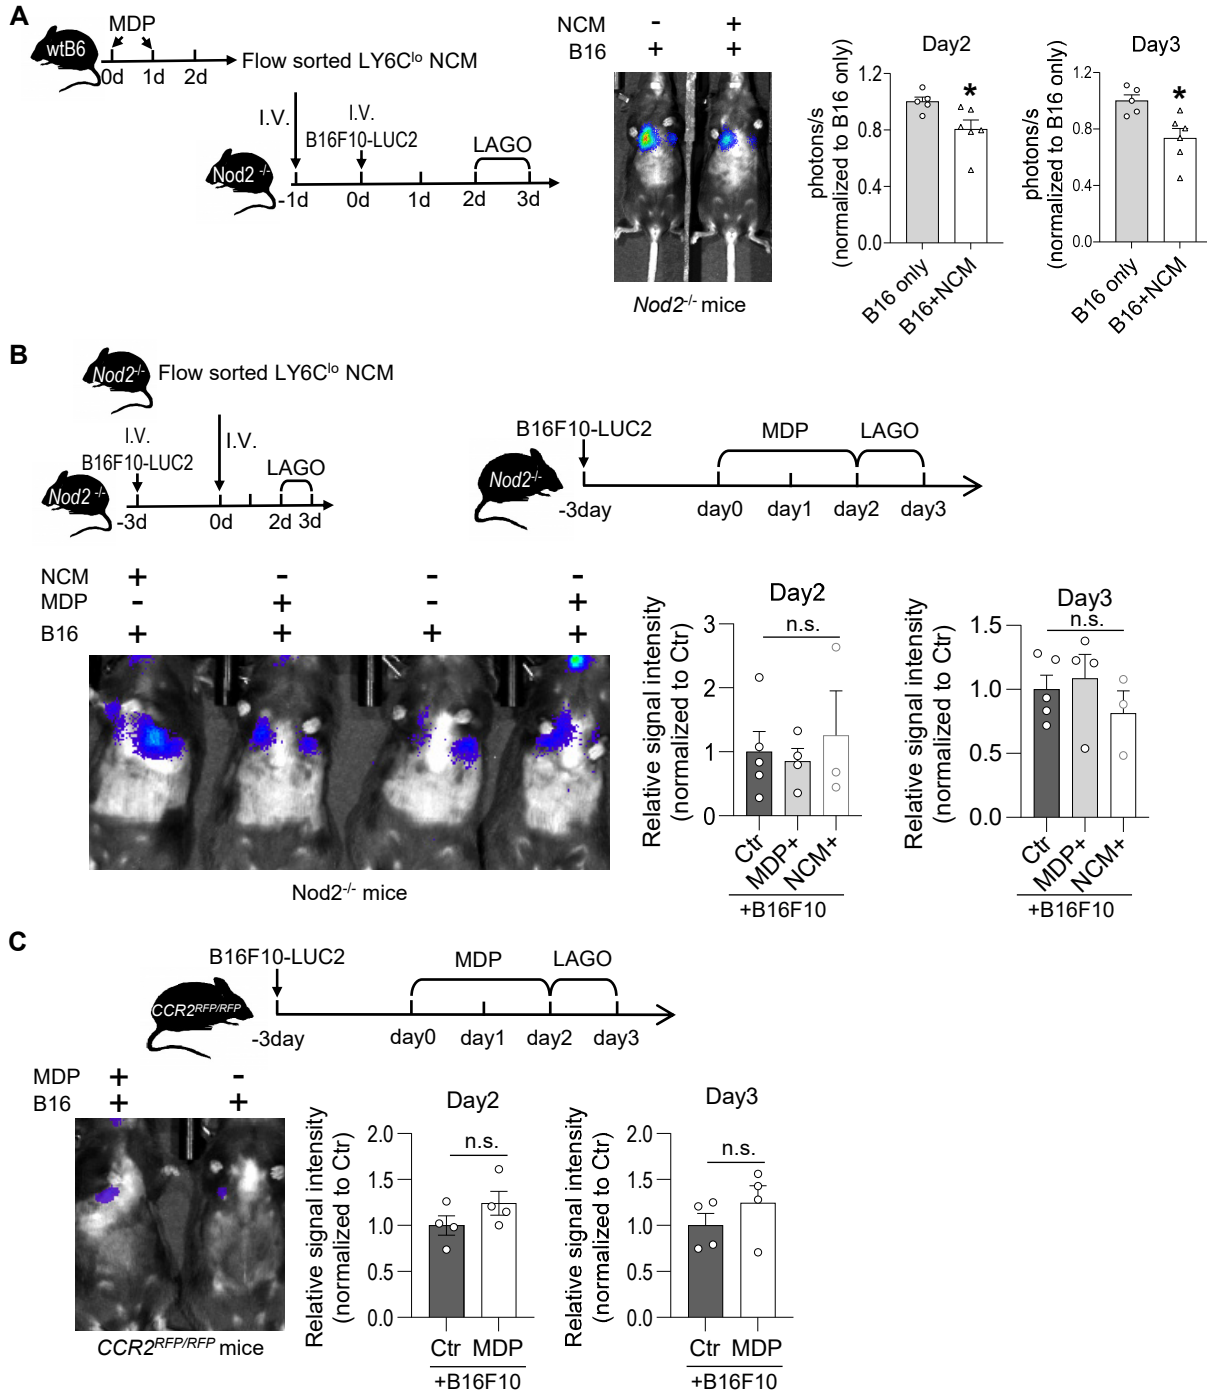 A
MDP
wtB6
0d 1d 2d
Flow sorted LY6Cˡᵒ NCM
I.V.
I.V.
B16F10-LUC2
LAGO
Nod2⁻/⁻
-1d 0d 1d 2d 3d
NCM - +
B16 + +
Nod2⁻/⁻ mice
Day2
photons/s
(normalized to B16 only)
1.2
0.8
0.4
0.0
*
B16 only
B16+NCM
Day3
photons/s
(normalized to B16 only)
1.2
0.8
0.4
0.0
*
B16 only
B16+NCM
B
Nod2⁻/⁻ Flow sorted LY6Cˡᵒ NCM
I.V.
I.V.
B16F10-LUC2
LAGO
Nod2⁻/⁻
-3d 0d 2d 3d
B16F10-LUC2
MDP
LAGO
Nod2⁻/⁻
-3day day0 day1 day2 day3
NCM + - - -
MDP - + - +
B16 + + + +
Nod2⁻/⁻ mice
Day2
n.s.
Relative signal intensity
(normalized to Ctr)
3
2
1
0
Ctr
MDP+
NCM+
+B16F10
Day3
n.s.
Relative signal intensity
(normalized to Ctr)
1.5
1.0
0.5
0.0
Ctr
MDP+
NCM+
+B16F10
C
B16F10-LUC2
MDP
LAGO
CCR2ᴿᶠᴾ/ᴿᶠᴾ
-3day day0 day1 day2 day3
MDP + -
B16 + +
CCR2ᴿᶠᴾ/ᴿᶠᴾ mice
Day2
n.s.
Relative signal intensity
(normalized to Ctr)
2.0
1.5
1.0
0.5
0.0
Ctr MDP
+B16F10
Day3
n.s.
Relative signal intensity
(normalized to Ctr)
2.0
1.5
1.0
0.5
0.0
Ctr MDP
+B16F10